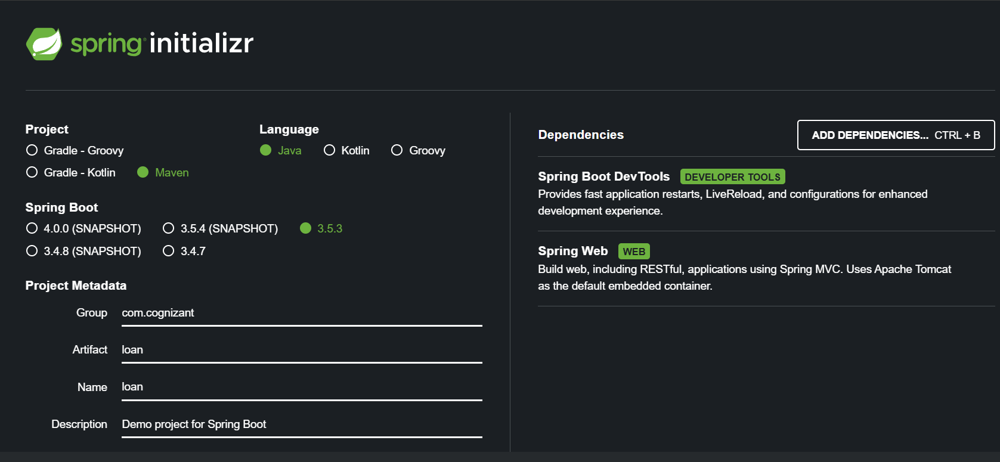 spring initializr
Project
Gradle - Groovy
Gradle - Kotlin
Maven
Language
Java
Kotlin
Groovy
Spring Boot
4.0.0 (SNAPSHOT)
3.5.4 (SNAPSHOT)
3.5.3
3.4.8 (SNAPSHOT)
3.4.7
Project Metadata
Group com.cognizant
Artifact loan
Name loan
Description Demo project for Spring Boot
Dependencies
ADD DEPENDENCIES... CTRL + B
Spring Boot DevTools DEVELOPER TOOLS
Provides fast application restarts, LiveReload, and configurations for enhanced
development experience.
Spring Web WEB
Build web, including RESTful, applications using Spring MVC. Uses Apache Tomcat
as the default embedded container.